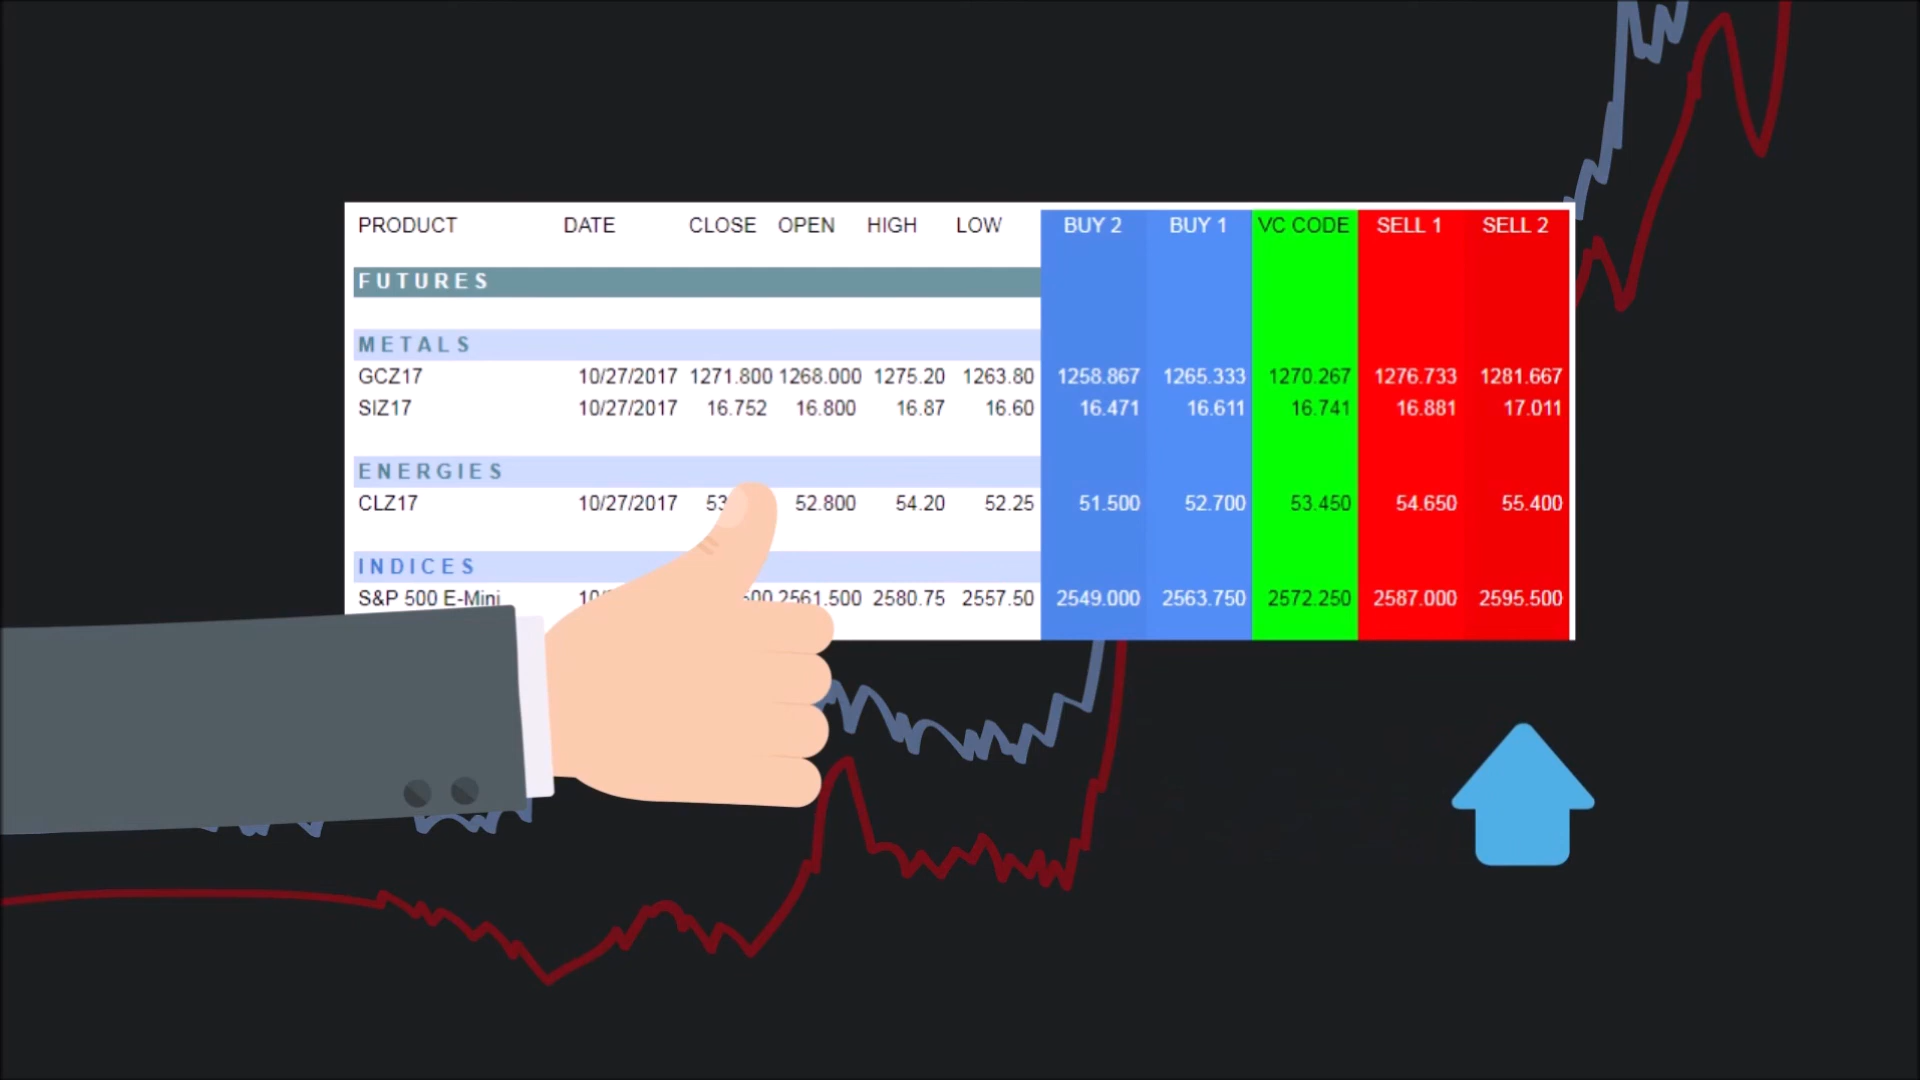 PRODUCT DATE CLOSE OPEN HIGH LOW BUY 2 BUY 1 VC CODE SELL 1 SELL 2
FUTURES
METALS
GCZ17 10/27/2017 1271.800 1268.000 1275.20 1263.80 1258.867 1265.333 1270.267 1276.733 1281.667
SIZ17 10/27/2017 16.752 16.800 16.87 16.60 16.471 16.611 16.741 16.881 17.011
ENERGIES
CLZ17 10/27/2017 52.800 54.20 52.25 51.500 52.700 53.450 54.650 55.400
INDICES
S&P 500 E-Mini 2561.500 2580.75 2557.50 2549.000 2563.750 2572.250 2587.000 2595.500